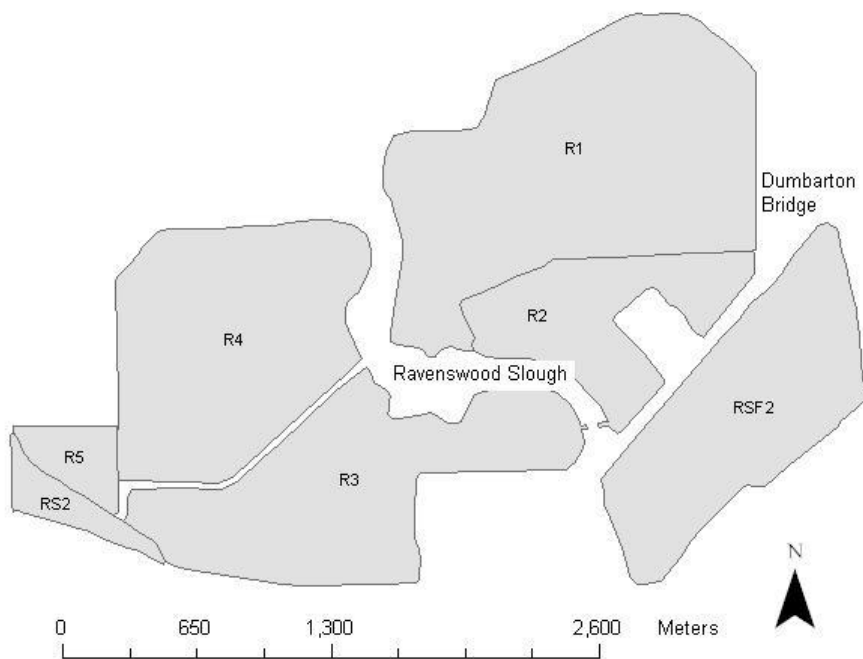 R1
Dumbarton
Bridge
R2
R4
Ravenswood Slough
RSF2
R5
R3
RS2
N
0 650 1,300 2,600 Meters